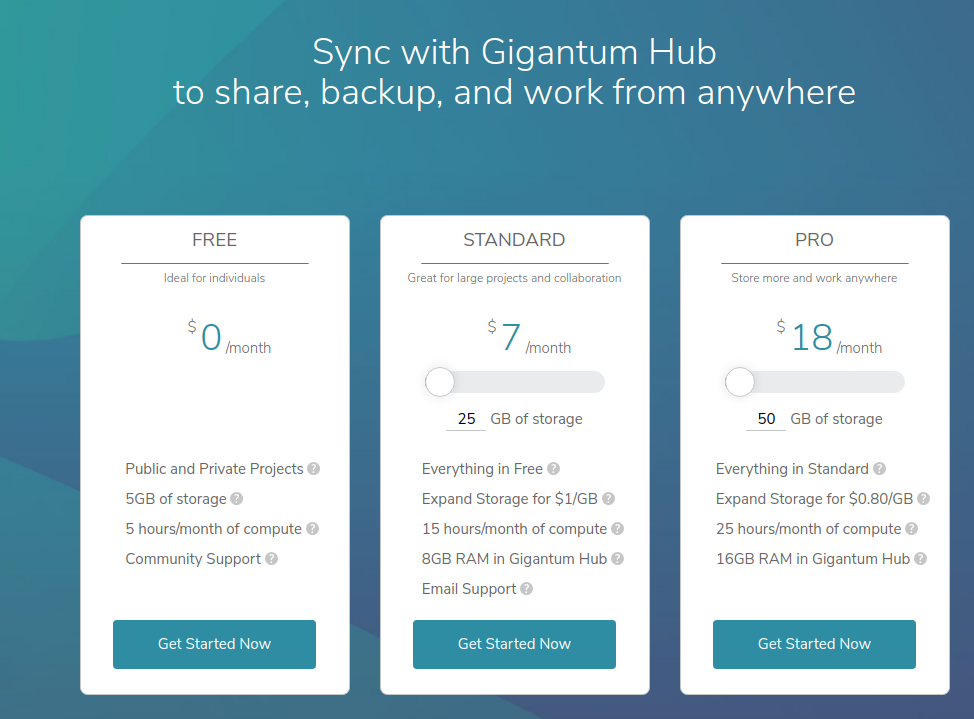 Sync with Gigantum Hub
to share, backup, and work from anywhere
FREE
Ideal for individuals
$ 0 /month
Public and Private Projects ?
5GB of storage ?
5 hours/month of compute ?
Community Support ?
Get Started Now
STANDARD
Great for large projects and collaboration
$ 7 /month
25 GB of storage
Everything in Free ?
Expand Storage for $1/GB ?
15 hours/month of compute ?
8GB RAM in Gigantum Hub ?
Email Support ?
Get Started Now
PRO
Store more and work anywhere
$ 18 /month
50 GB of storage
Everything in Standard ?
Expand Storage for $0.80/GB ?
25 hours/month of compute ?
16GB RAM in Gigantum Hub ?
Get Started Now